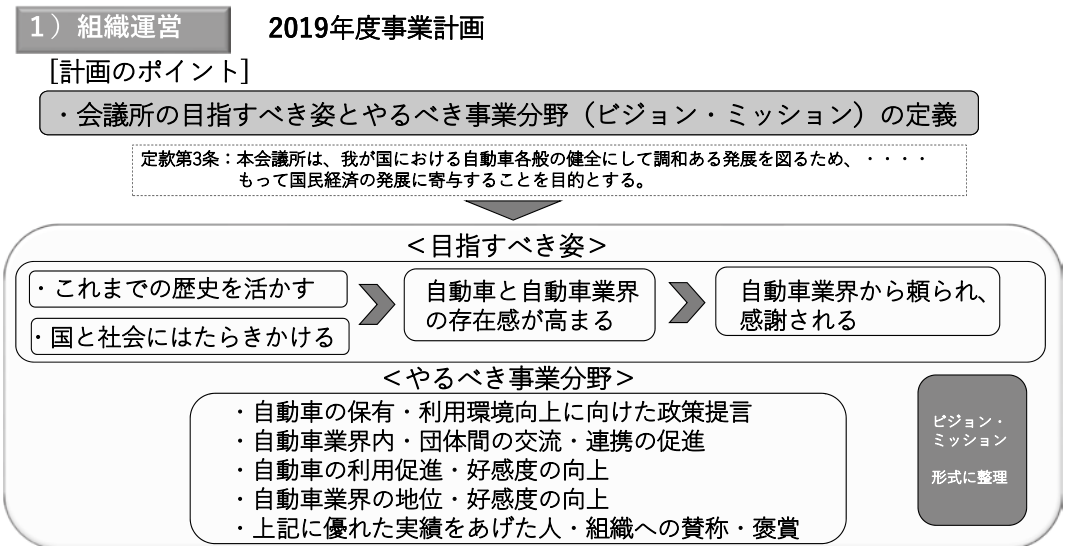 １）組織運営
2019年度事業計画
[計画のポイント]
・会議所の目指すべき姿とやるべき事業分野（ビジョン・ミッション）の定義
定款第3条：本会議所は、我が国における自動車各般の健全にして調和ある発展を図るため、・・・・
もって国民経済の発展に寄与することを目的とする。
＜目指すべき姿＞
・これまでの歴史を活かす
・国と社会にはたらきかける
自動車と自動車業界
の存在感が高まる
自動車業界から頼られ、
感謝される
＜やるべき事業分野＞
・自動車の保有・利用環境向上に向けた政策提言
・自動車業界内・団体間の交流・連携の促進
・自動車の利用促進・好感度の向上
・自動車業界の地位・好感度の向上
・上記に優れた実績をあげた人・組織への賛称・褒賞
ビジョン・
ミッション
形式に整理